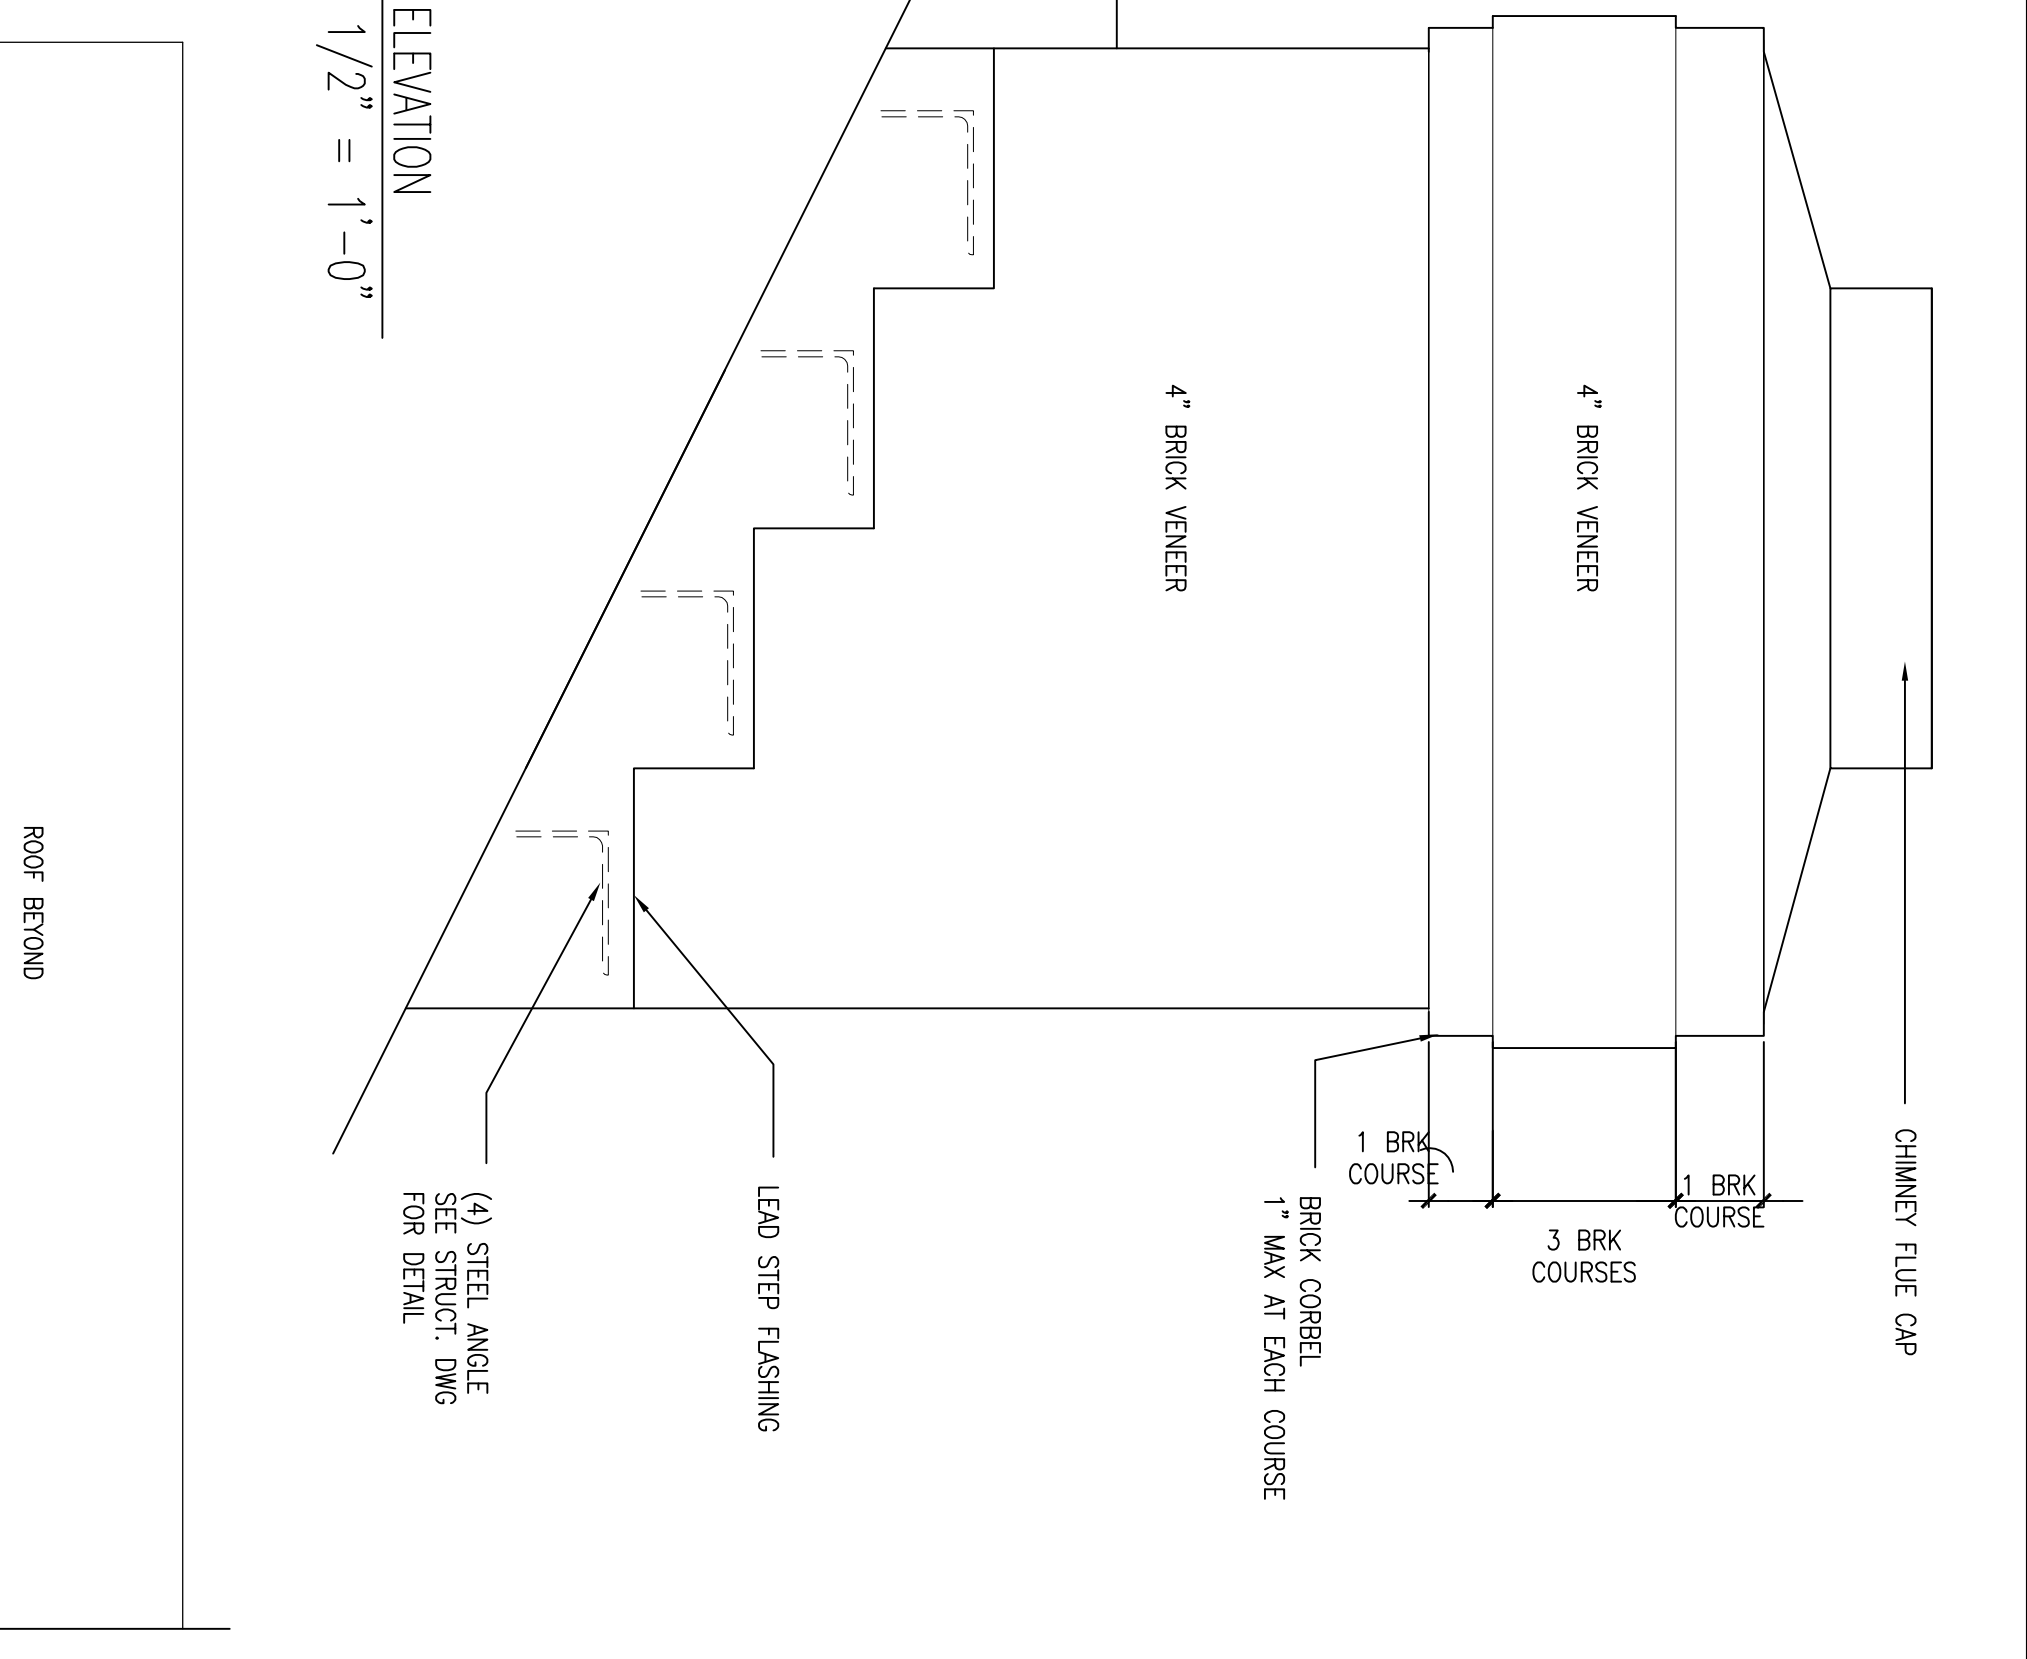 CHIMNEY FLUE CAP
4" BRICK VENEER
1 BRK
COURSE
3 BRK
COURSES
1 BRK
COURSE
BRICK CORBEL
1" MAX AT EACH COURSE
4" BRICK VENEER
LEAD STEP FLASHING
(4) STEEL ANGLE
SEE STRUCT. DWG
FOR DETAIL
ELEVATION
1/2" = 1'-0"
ROOF BEYOND